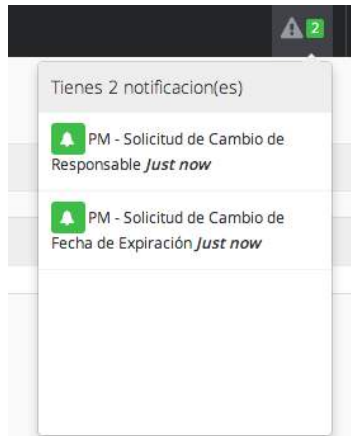 2
Tienes 2 notificacion(es)
PM - Solicitud de Cambio de
Responsable Just now
PM - Solicitud de Cambio de
Fecha de Expiración Just now